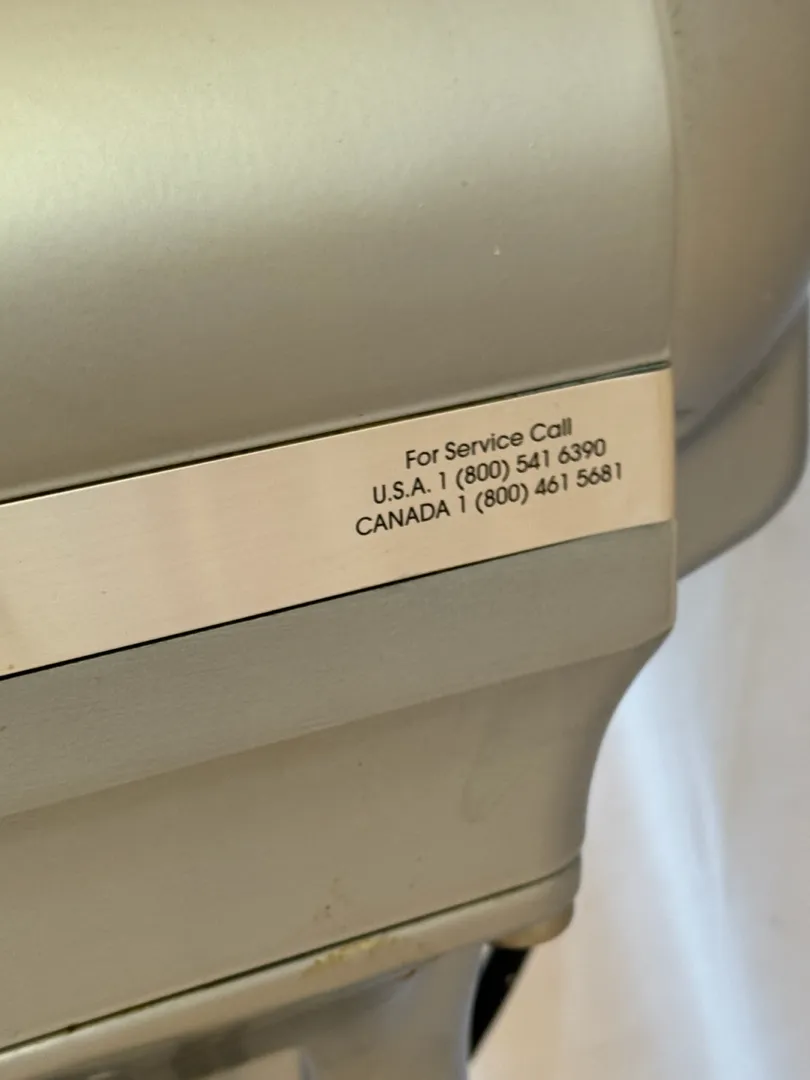 For Service Call
U.S.A. 1 (800) 541 6390
CANADA 1 (800) 461 5681